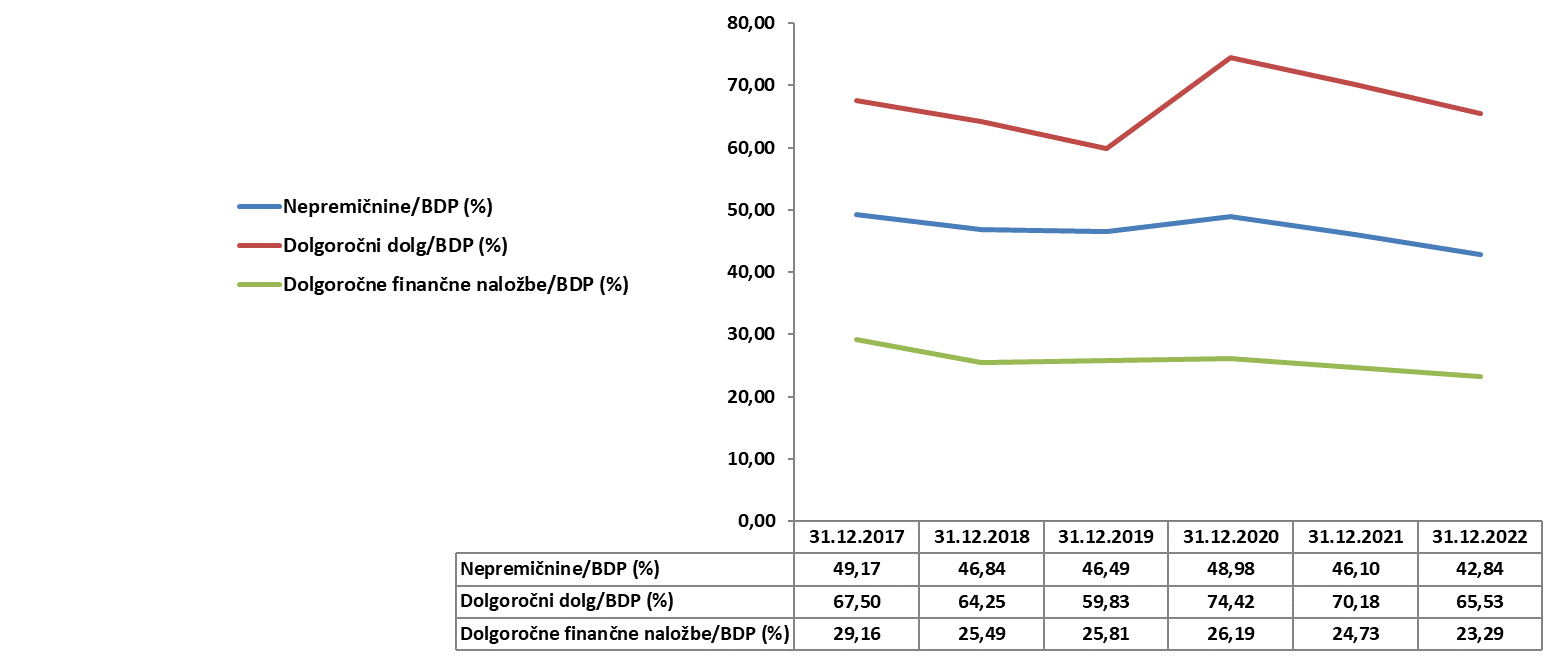 80,00
70,00
60,00
50,00
40,00
30,00
20,00
10,00
0,00
Nepremičnine/BDP (%)
Dolgoročni dolg/BDP (%)
Dolgoročne finančne naložbe/BDP (%)
31.12.2017 31.12.2018 31.12.2019 31.12.2020 31.12.2021 31.12.2022
Nepremičnine/BDP (%) 49,17 46,84 46,49 48,98 46,10 42,84
Dolgoročni dolg/BDP (%) 67,50 64,25 59,83 74,42 70,18 65,53
Dolgoročne finančne naložbe/BDP (%) 29,16 25,49 25,81 26,19 24,73 23,29